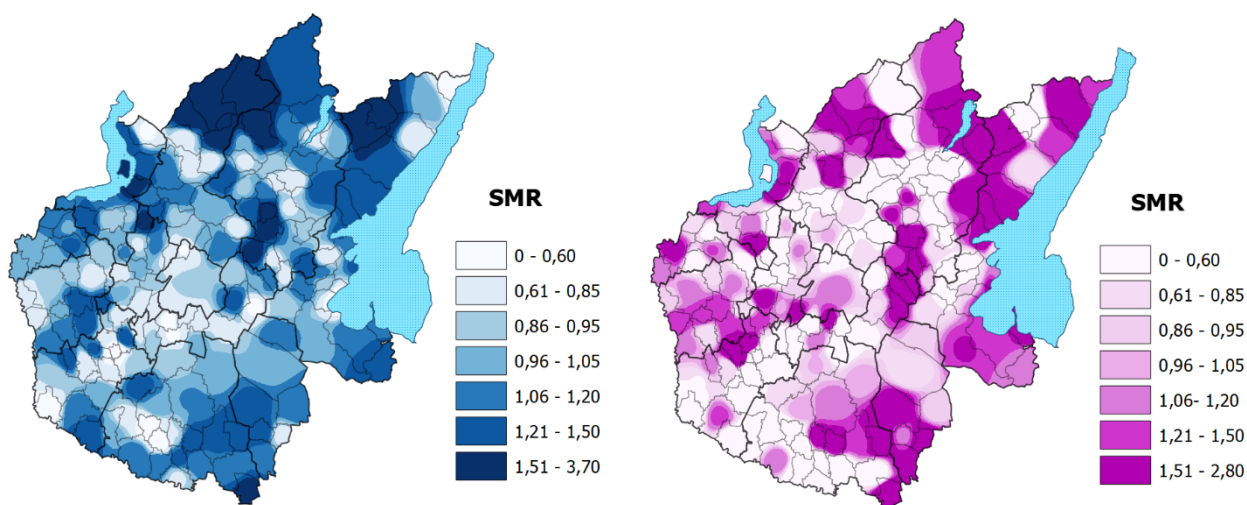 SMR
0 - 0,60
0,61 - 0,85
0,86 - 0,95
0,96 - 1,05
1,06 - 1,20
1,21 - 1,50
1,51 - 3,70
SMR
0 - 0,60
0,61 - 0,85
0,86 - 0,95
0,96 - 1,05
1,06- 1,20
1,21 - 1,50
1,51 - 2,80